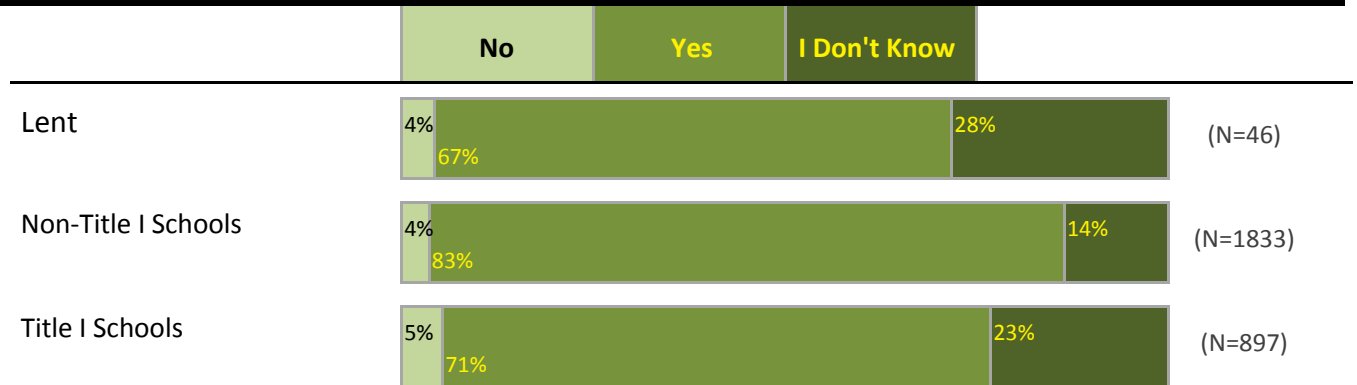 No Yes I Don't Know
Lent 4% 67% 28% (N=46)
Non-Title I Schools 4% 83% 14% (N=1833)
Title I Schools 5% 71% 23% (N=897)